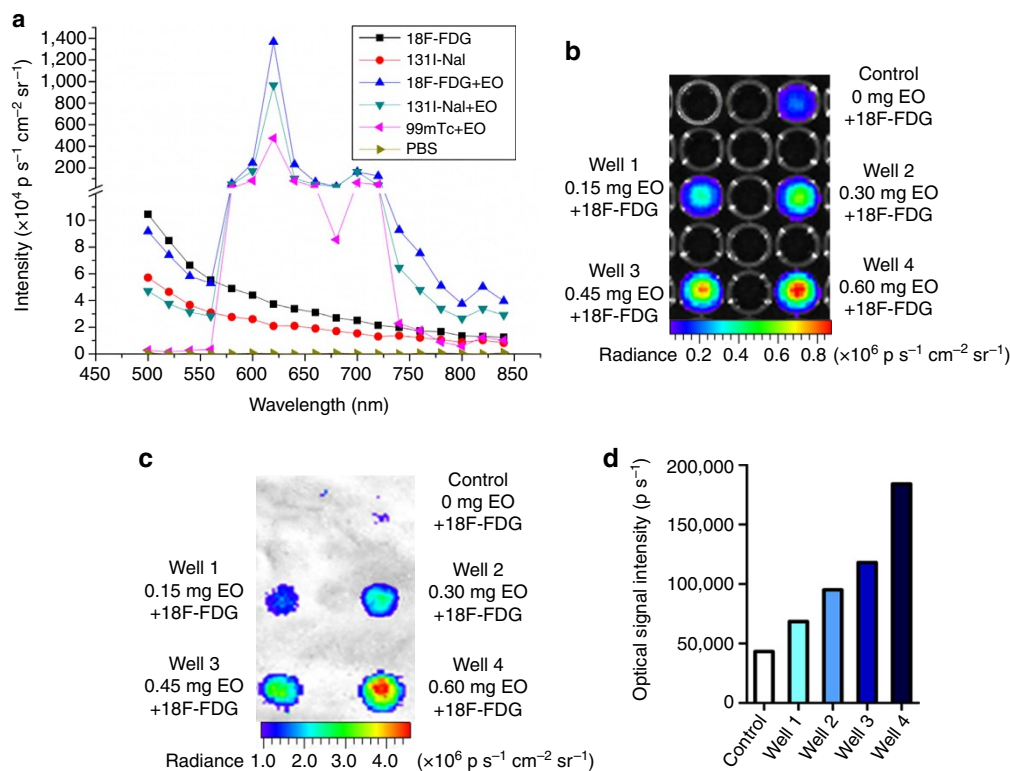 a
1,400
1,200
1,000
800
600
400
200
10
8
6
4
2
0
Intensity (×10⁴ p s⁻¹ cm⁻² sr⁻¹)
450 500 550 600 650 700 750 800 850
Wavelength (nm)
18F-FDG
131I-NaI
18F-FDG+EO
131I-NaI+EO
99mTc+EO
PBS
b
Control
0 mg EO
+18F-FDG
Well 1
0.15 mg EO
+18F-FDG
Well 2
0.30 mg EO
+18F-FDG
Well 3
0.45 mg EO
+18F-FDG
Well 4
0.60 mg EO
+18F-FDG
Radiance 0.2 0.4 0.6 0.8 (×10⁶ p s⁻¹ cm⁻² sr⁻¹)
c
Control
0 mg EO
+18F-FDG
Well 1
0.15 mg EO
+18F-FDG
Well 2
0.30 mg EO
+18F-FDG
Well 3
0.45 mg EO
+18F-FDG
Well 4
0.60 mg EO
+18F-FDG
Radiance 1.0 2.0 3.0 4.0 (×10⁶ p s⁻¹ cm⁻² sr⁻¹)
d
Optical signal intensity (p s⁻¹)
200,000
150,000
100,000
50,000
0
Control Well 1 Well 2 Well 3 Well 4